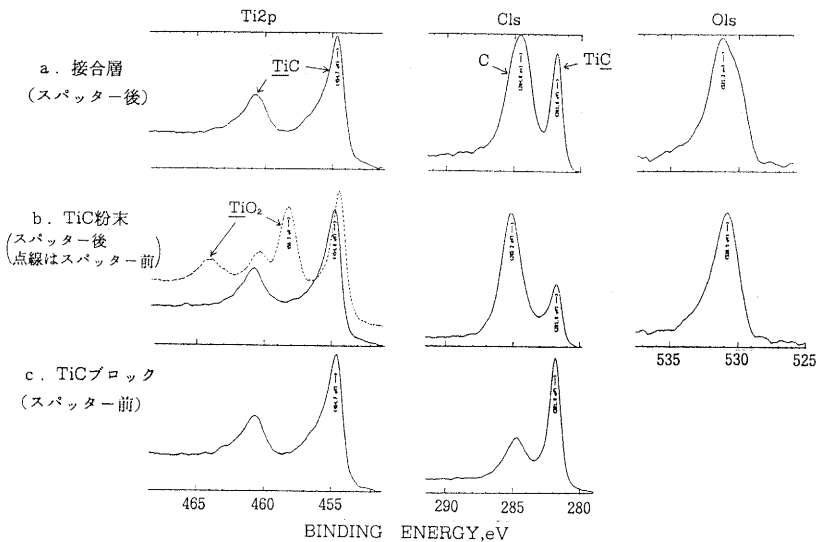 Ti2p
C1s
O1s
a. 接合層
(スパッター後)
TiC
C
TiC
b. TiC粉末
(スパッター後
点線はスパッター前)
TiO₂
535 530 525
c. TiCブロック
(スパッター前)
465 460 455
290 285 280
BINDING ENERGY,eV